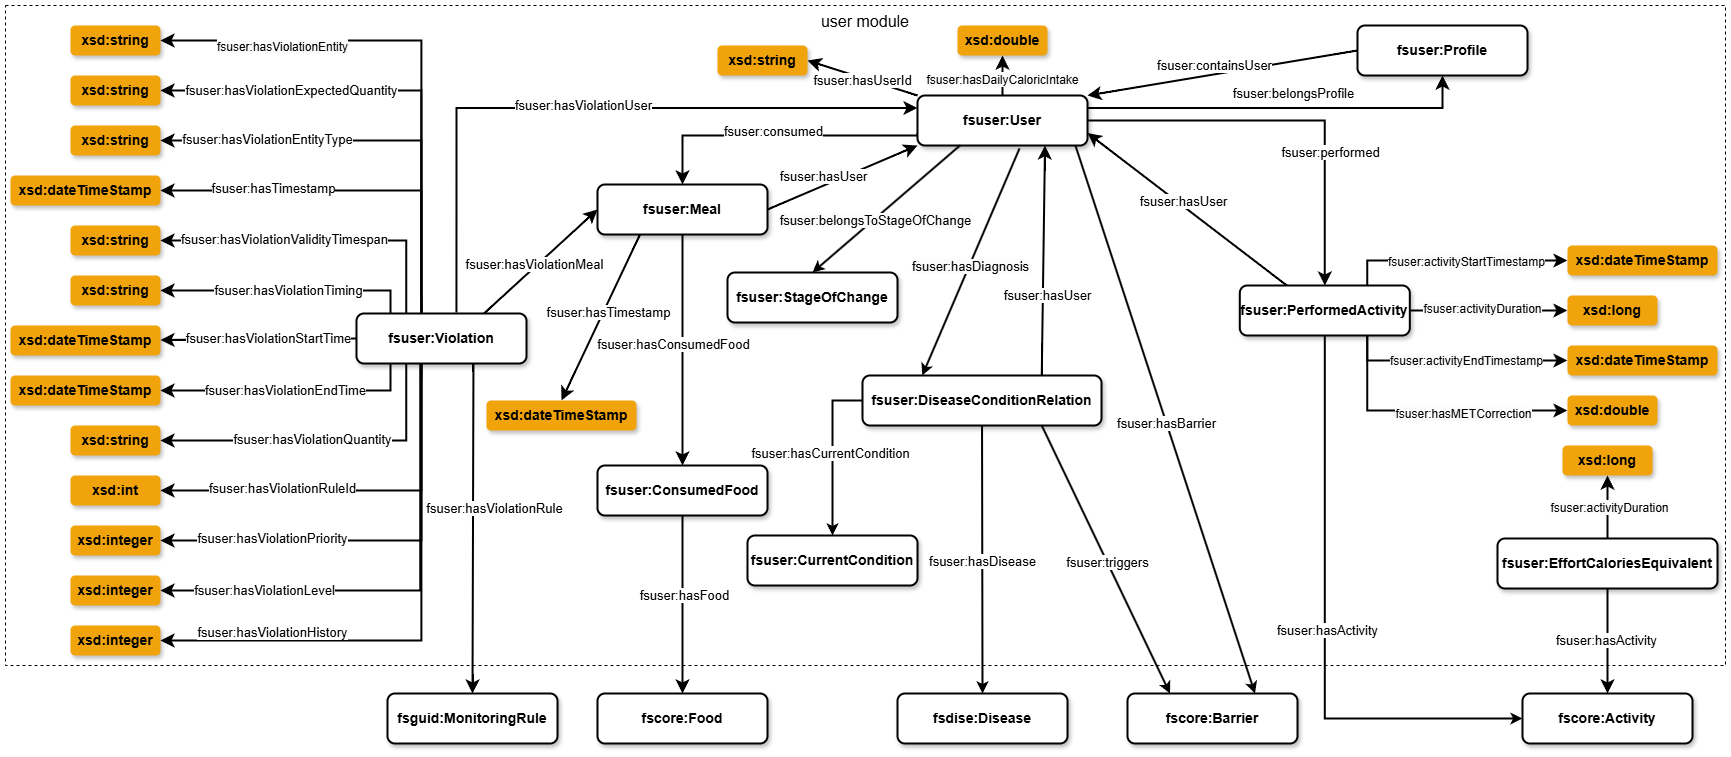 user module
xsd:string
fsuser:hasViolationEntity
xsd:string
fsuser:hasViolationExpectedQuantity
xsd:string
fsuser:hasViolationEntityType
xsd:dateTimeStamp
fsuser:hasTimestamp
xsd:string
fsuser:hasViolationValidityTimespan
xsd:string
fsuser:hasViolationTiming
xsd:dateTimeStamp
fsuser:hasViolationStartTime
xsd:dateTimeStamp
fsuser:hasViolationEndTime
xsd:string
fsuser:hasViolationQuantity
xsd:int
fsuser:hasViolationRuleId
xsd:integer
fsuser:hasViolationPriority
xsd:integer
fsuser:hasViolationLevel
xsd:integer
fsuser:hasViolationHistory
fsuser:Violation
fsuser:hasViolationUser
fsuser:hasViolationMeal
fsuser:hasViolationRule
fsguid:MonitoringRule
xsd:string
fsuser:hasUserId
xsd:double
fsuser:hasDailyCaloricIntake
fsuser:User
fsuser:consumed
fsuser:hasUser
fsuser:Meal
fsuser:hasTimestamp
xsd:dateTimeStamp
fsuser:hasConsumedFood
fsuser:ConsumedFood
fsuser:hasFood
fscore:Food
fsuser:belongsToStageOfChange
fsuser:StageOfChange
fsuser:hasDiagnosis
fsuser:hasUser
fsuser:DiseaseConditionRelation
fsuser:hasCurrentCondition
fsuser:CurrentCondition
fsuser:hasDisease
fsdise:Disease
fsuser:triggers
fsuser:hasBarrier
fscore:Barrier
fsuser:Profile
fsuser:containsUser
fsuser:belongsProfile
fsuser:performed
fsuser:hasUser
fsuser:PerformedActivity
fsuser:activityStartTimestamp
xsd:dateTimeStamp
fsuser:activityDuration
xsd:long
fsuser:activityEndTimestamp
xsd:dateTimeStamp
fsuser:hasMETCorrection
xsd:double
xsd:long
fsuser:activityDuration
fsuser:EffortCaloriesEquivalent
fsuser:hasActivity
fsuser:hasActivity
fscore:Activity